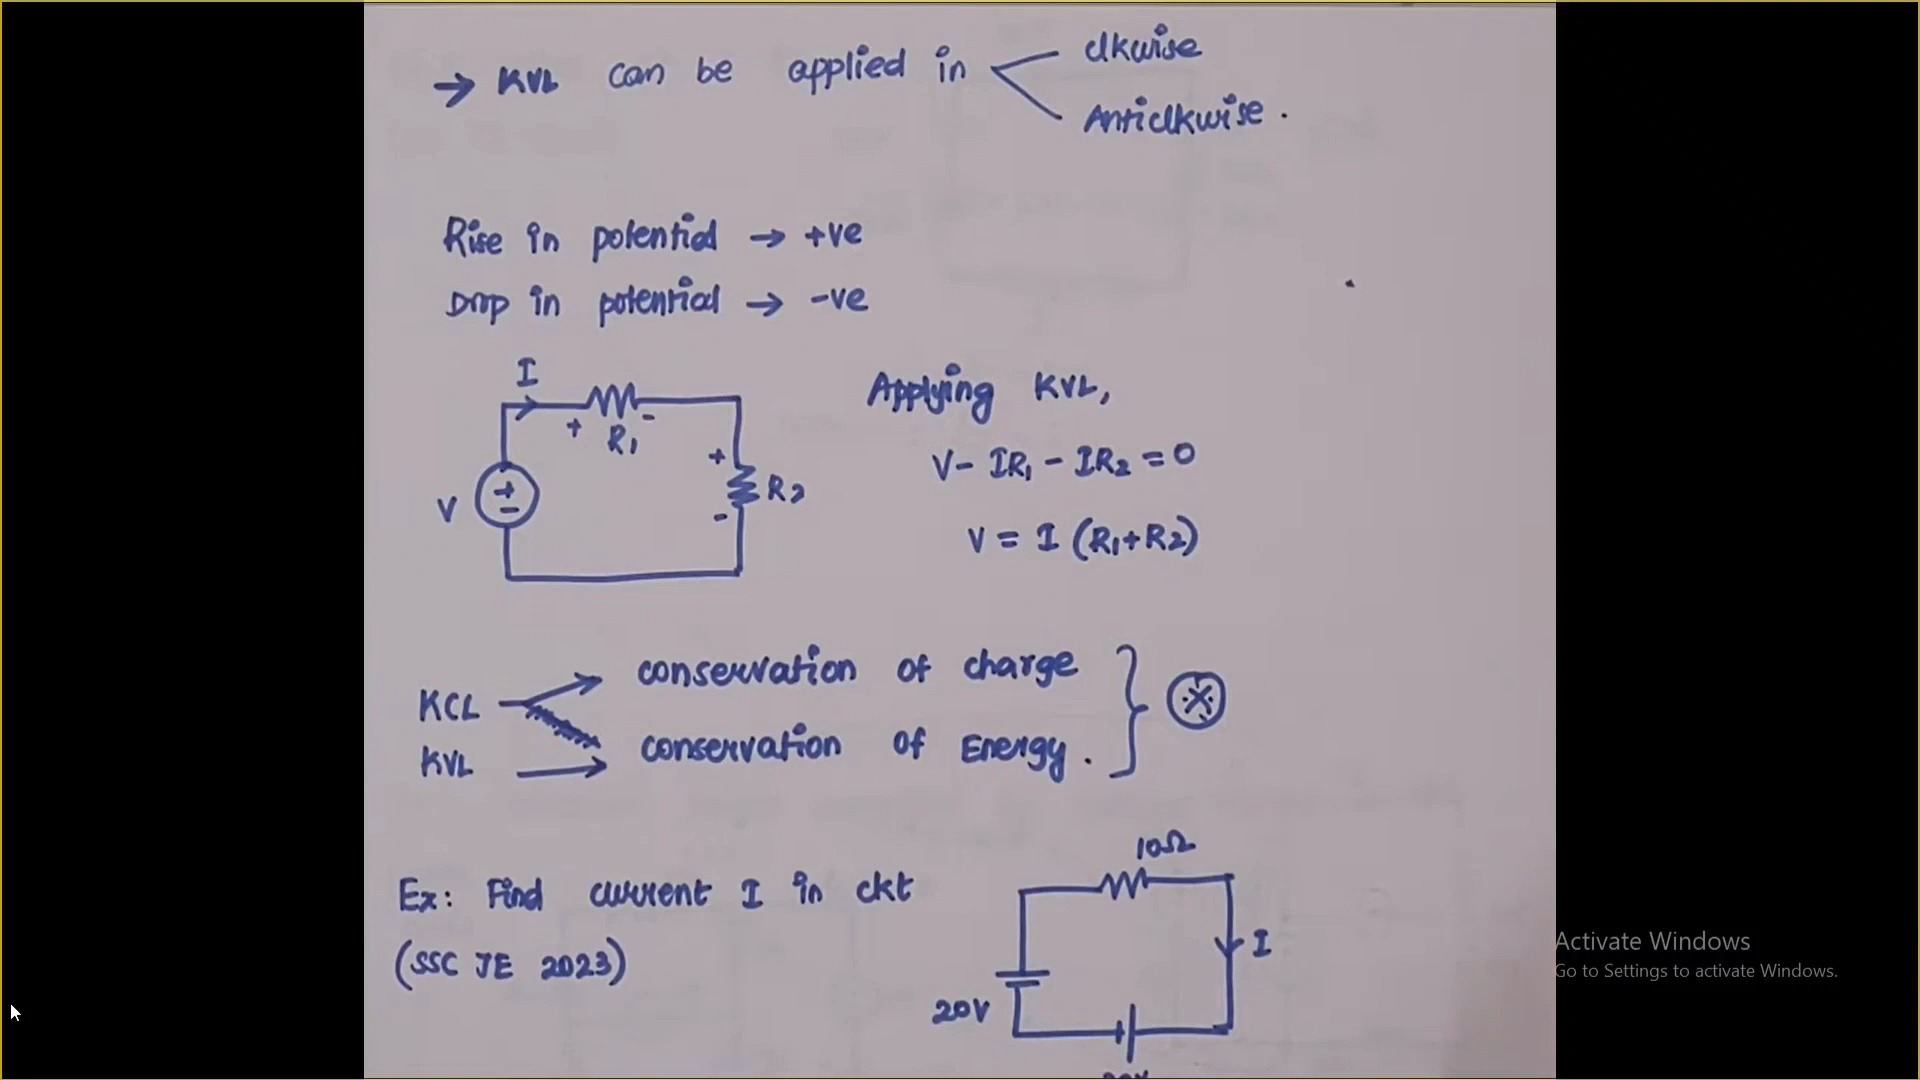 → KVL can be applied in clkwise
Anticlkwise.
Rise in potential → +ve
Drop in potential → -ve
I
+ R1 -
V + -
+ R2 -
Applying KVL,
V - IR1 - IR2 = 0
V = I (R1+R2)
KCL → conservation of charge
KVL → conservation of Energy.
Ex: Find current I in ckt
(SSC JE 2023)
10Ω
I
20V
Activate Windows
Go to Settings to activate Windows.